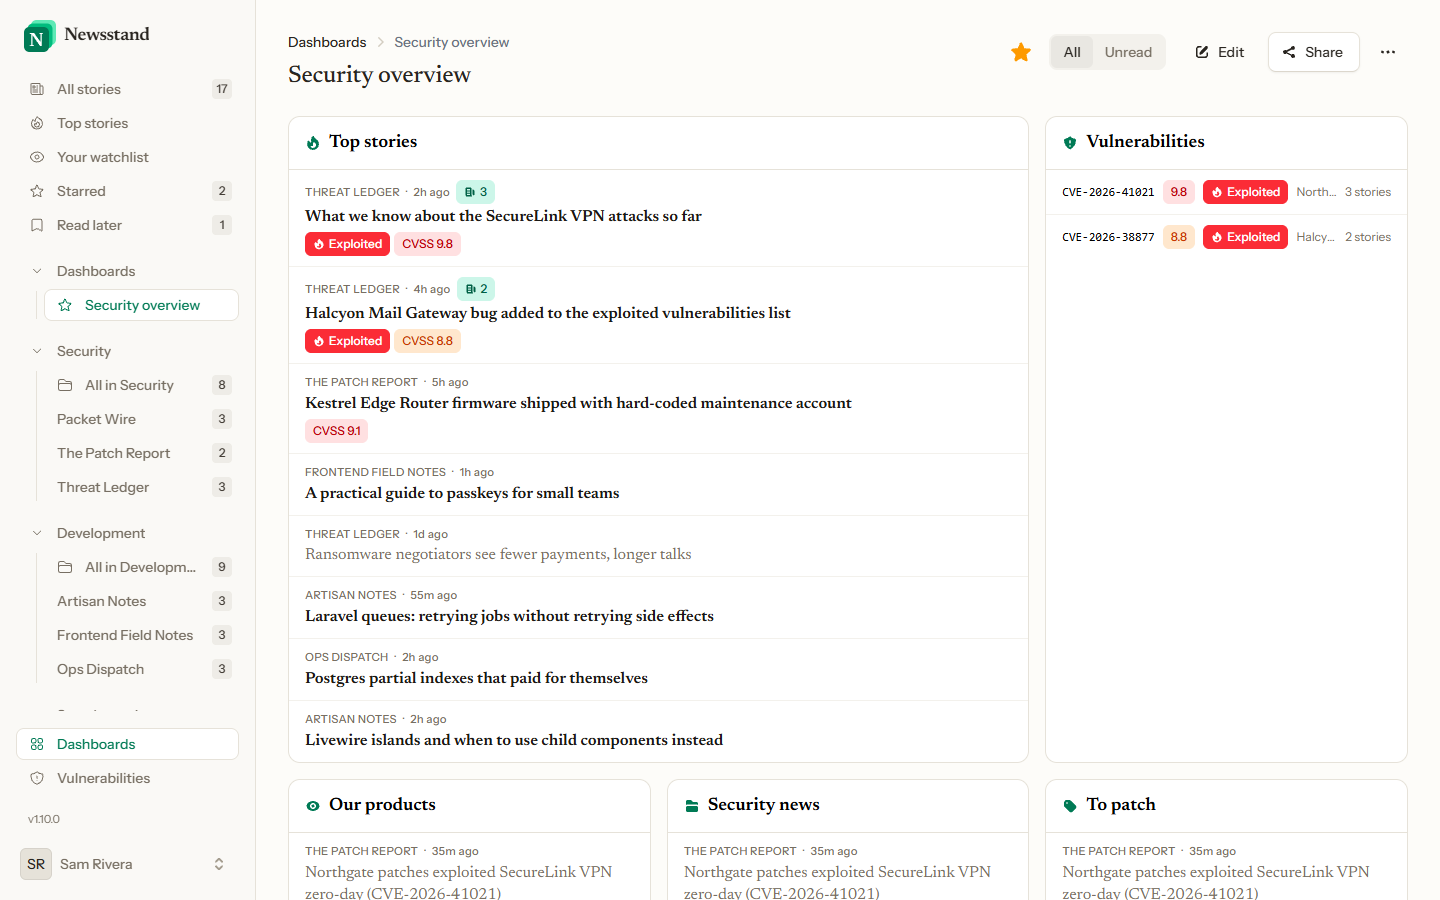 N Newsstand
All stories 17
Top stories
Your watchlist
Starred 2
Read later 1
Dashboards
Security overview
Security
All in Security 8
Packet Wire 3
The Patch Report 2
Threat Ledger 3
Development
All in Developm... 9
Artisan Notes 3
Frontend Field Notes 3
Ops Dispatch 3
Dashboards
Vulnerabilities
v1.10.0
SR Sam Rivera
Dashboards Security overview
Security overview
All Unread Edit Share
Top stories
THREAT LEDGER · 2h ago 3
What we know about the SecureLink VPN attacks so far
Exploited CVSS 9.8
THREAT LEDGER · 4h ago 2
Halcyon Mail Gateway bug added to the exploited vulnerabilities list
Exploited CVSS 8.8
THE PATCH REPORT · 5h ago
Kestrel Edge Router firmware shipped with hard-coded maintenance account
CVSS 9.1
FRONTEND FIELD NOTES · 1h ago
A practical guide to passkeys for small teams
THREAT LEDGER · 1d ago
Ransomware negotiators see fewer payments, longer talks
ARTISAN NOTES · 55m ago
Laravel queues: retrying jobs without retrying side effects
OPS DISPATCH · 2h ago
Postgres partial indexes that paid for themselves
ARTISAN NOTES · 2h ago
Livewire islands and when to use child components instead
Vulnerabilities
CVE-2026-41021 9.8 Exploited North... 3 stories
CVE-2026-38877 8.8 Exploited Halcy... 2 stories
Our products
THE PATCH REPORT · 35m ago
Northgate patches exploited SecureLink VPN
zero-day (CVE-2026-41021)
Security news
THE PATCH REPORT · 35m ago
Northgate patches exploited SecureLink VPN
zero-day (CVE-2026-41021)
To patch
THE PATCH REPORT · 35m ago
Northgate patches exploited SecureLink VPN
zero-day (CVE-2026-41021)